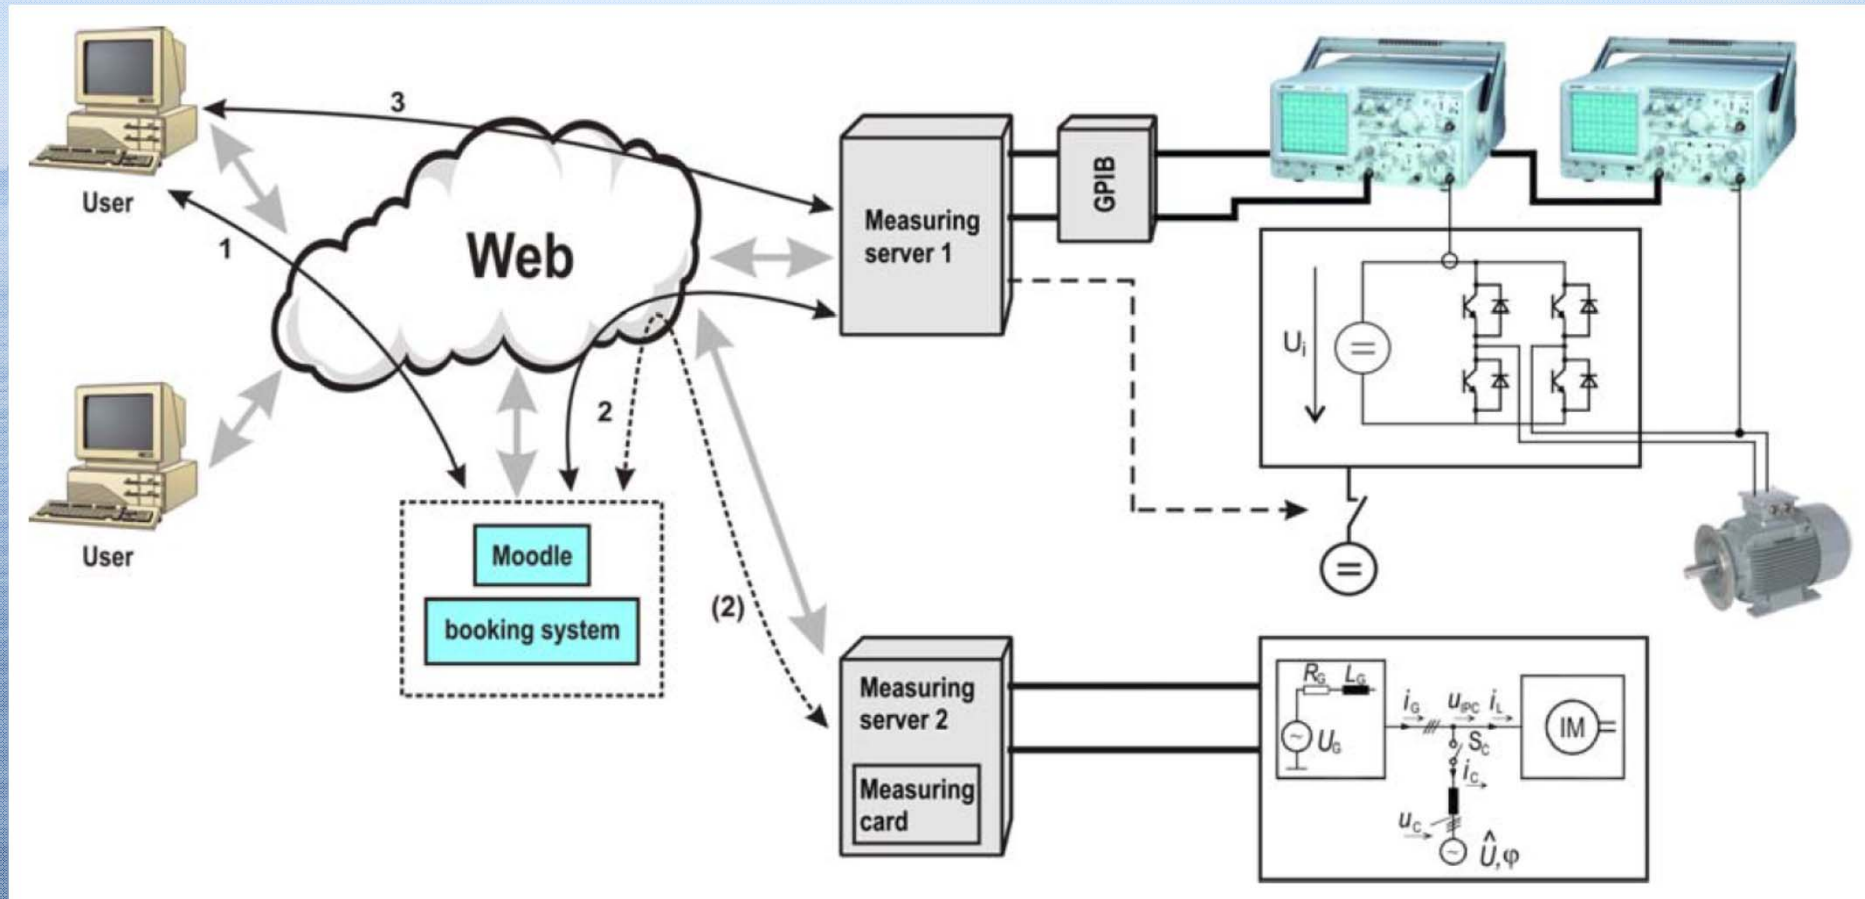 3
User
1
Web
Measuring
server 1
GPIB
U_i
2
Moodle
booking system
User
(2)
Measuring
server 2
Measuring
card
R_G L_G
U_G
i_G u_IPC i_L
S_C
i_C
u_C
Û,φ
IM